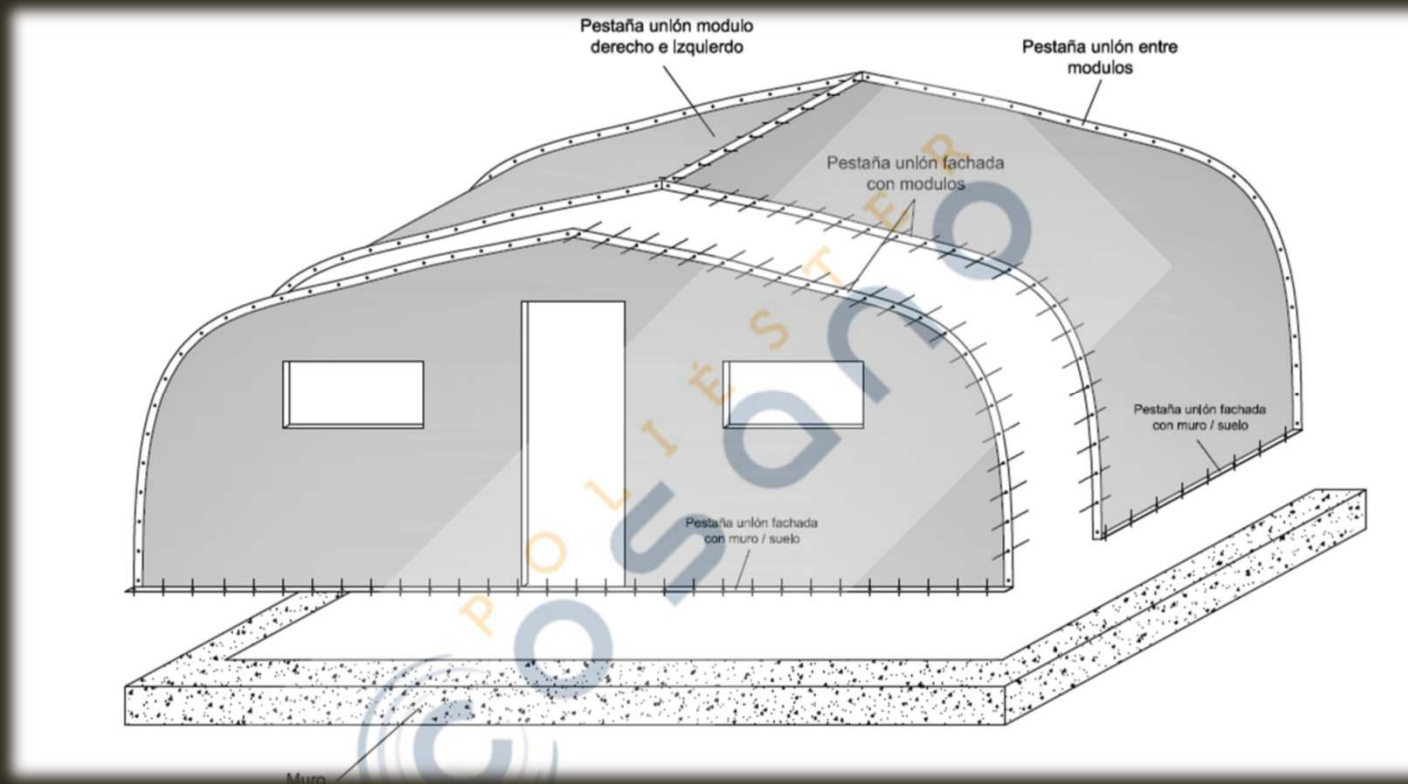 Pestaña unión modulo
derecho e izquierdo
Pestaña unión entre
modulos
Pestaña unión fachada
con modulos
Pestaña unión fachada
con muro / suelo
Pestaña unión fachada
con muro / suelo
POLIÉSTER
cosano
Muro